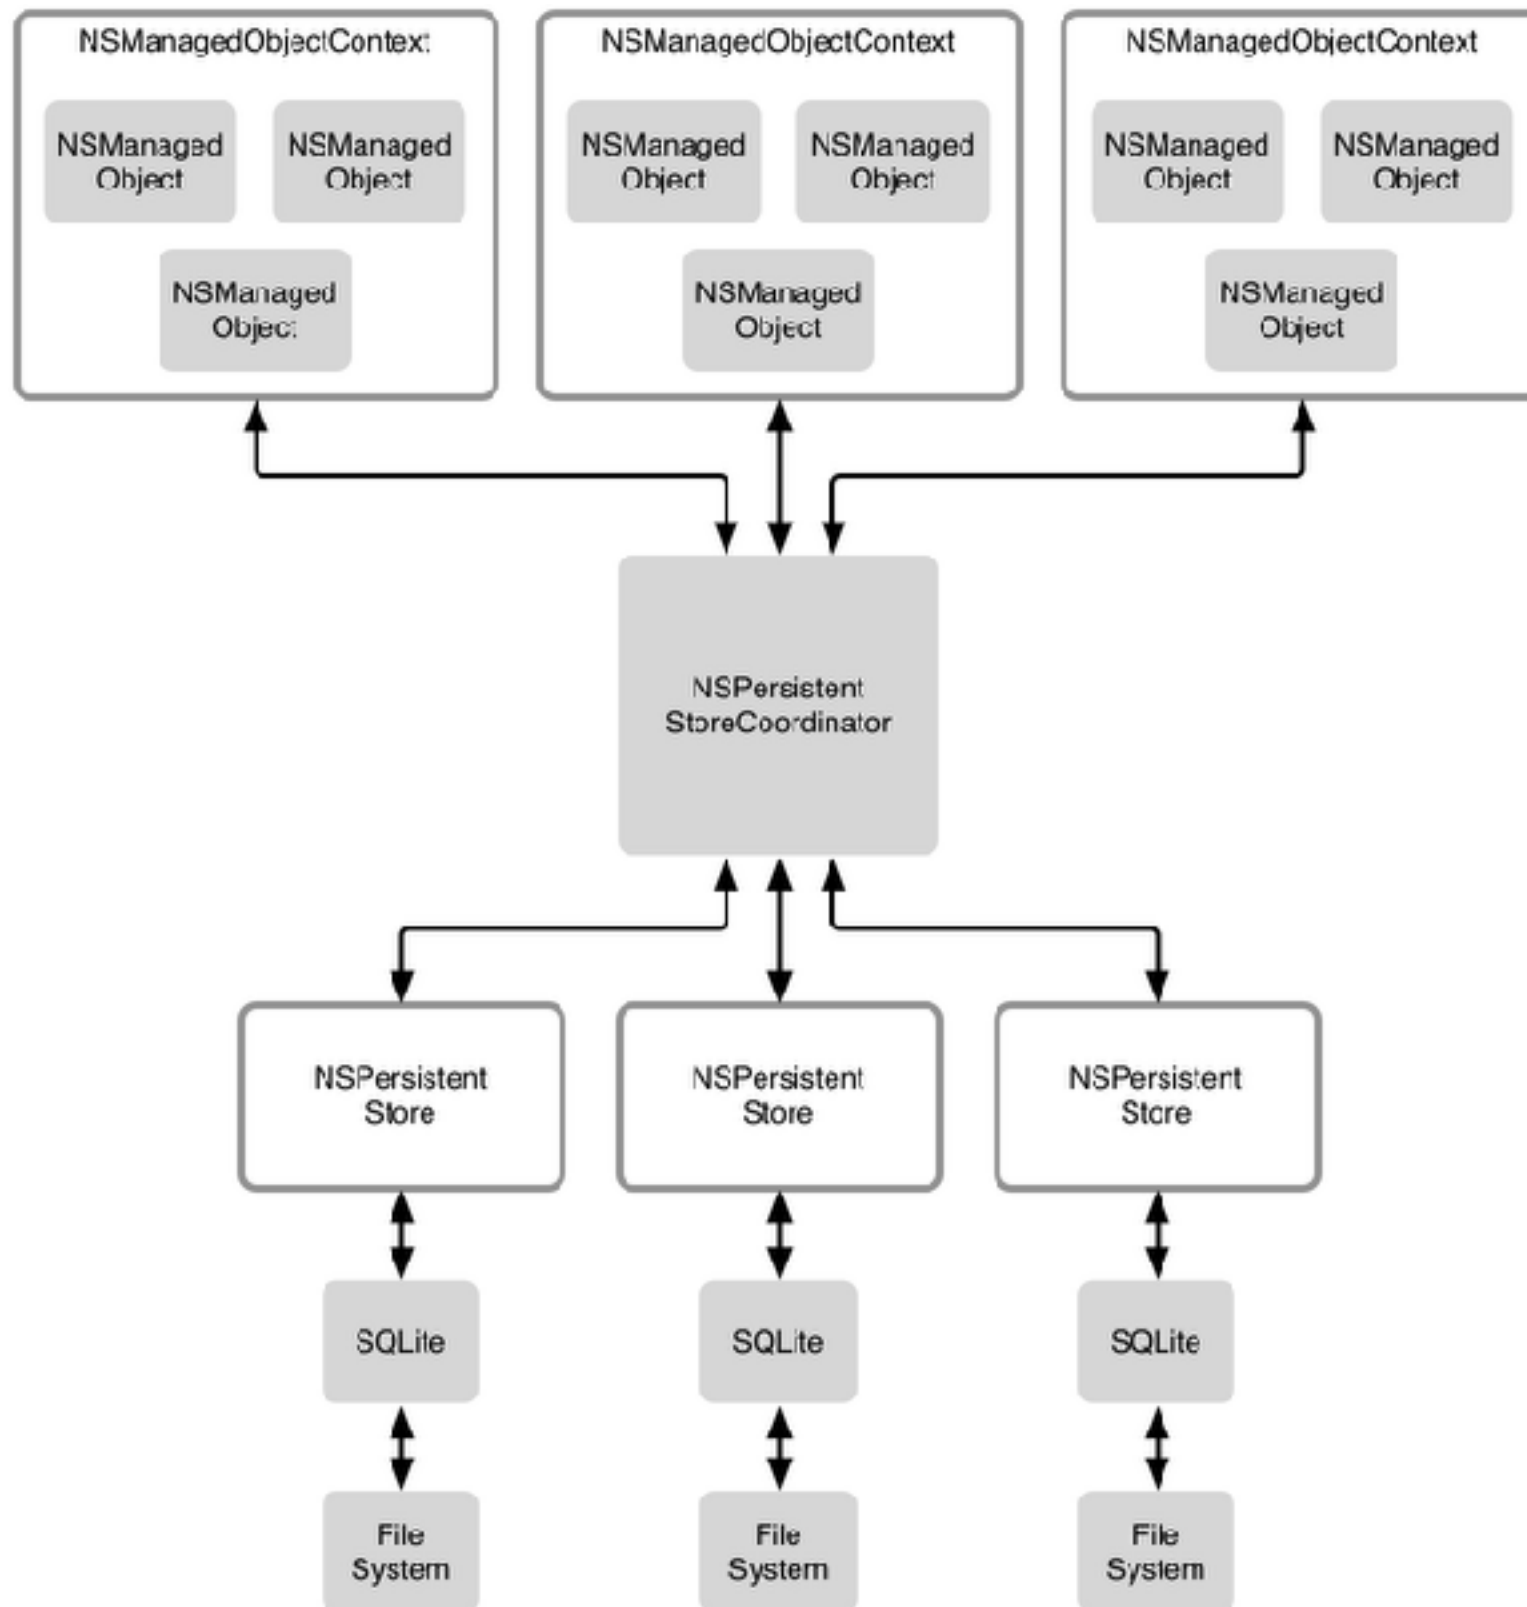 NSManagedObjectContext
NSManaged
Object
NSManaged
Object
NSManaged
Object
NSManagedObjectContext
NSManaged
Object
NSManaged
Object
NSManaged
Object
NSManagedObjectContext
NSManaged
Object
NSManaged
Object
NSManaged
Object
NSPersistent
StoreCoordinator
NSPersistent
Store
NSPersistent
Store
NSPersistent
Store
SQLite
SQLite
SQLite
File
System
File
System
File
System